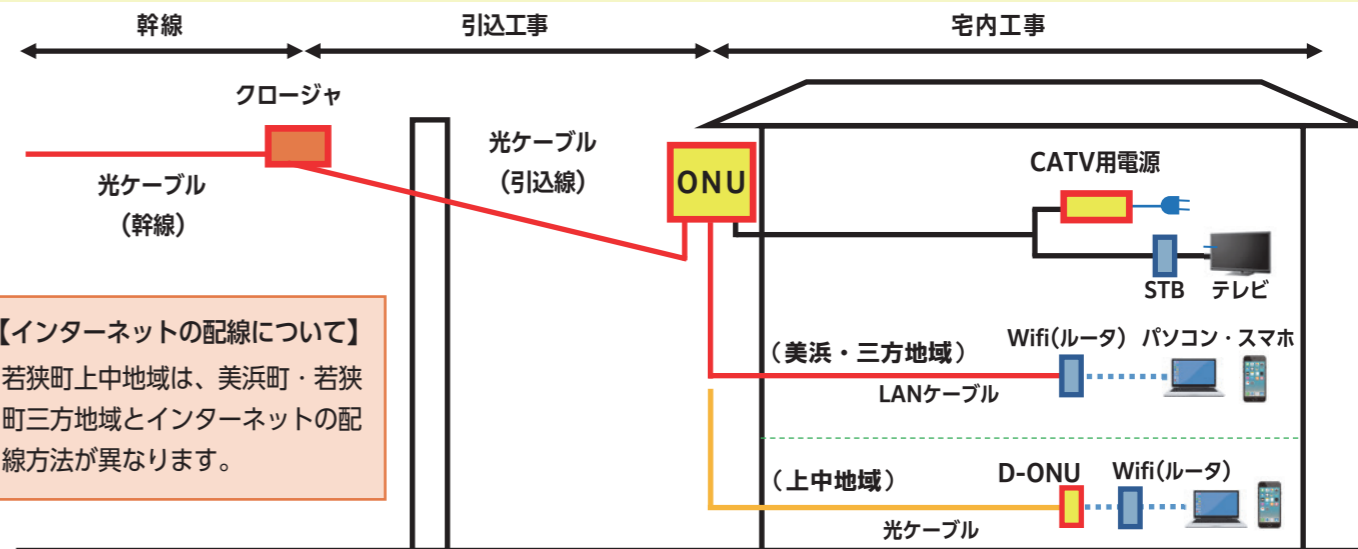 幹線
引込工事
宅内工事
クロージャ
光ケーブル
(幹線)
光ケーブル
(引込線)
ONU
CATV用電源
STB
テレビ
【インターネットの配線について】
若狭町上中地域は、美浜町・若狭
町三方地域とインターネットの配
線方法が異なります。
(美浜・三方地域)
Wifi(ルータ)
パソコン・スマホ
LANケーブル
(上中地域)
D-ONU
Wifi(ルータ)
光ケーブル